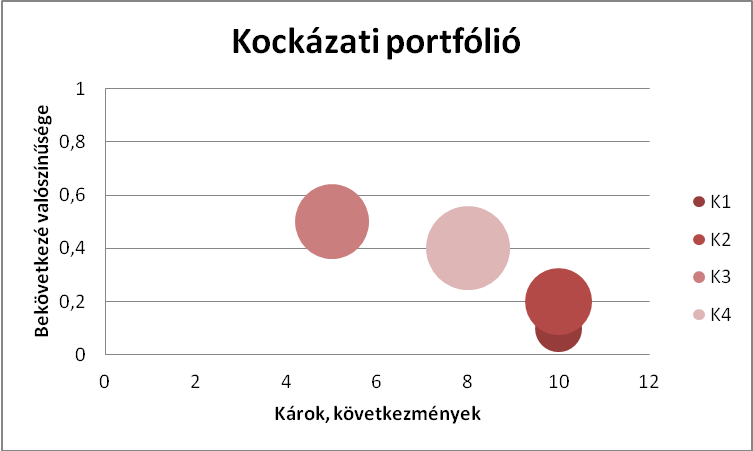 Kockázati portfólió
Bekövetkezé valószínűsége
1
0,8
0,6
0,4
0,2
0
0 2 4 6 8 10 12
Károk, következmények
K1
K2
K3
K4